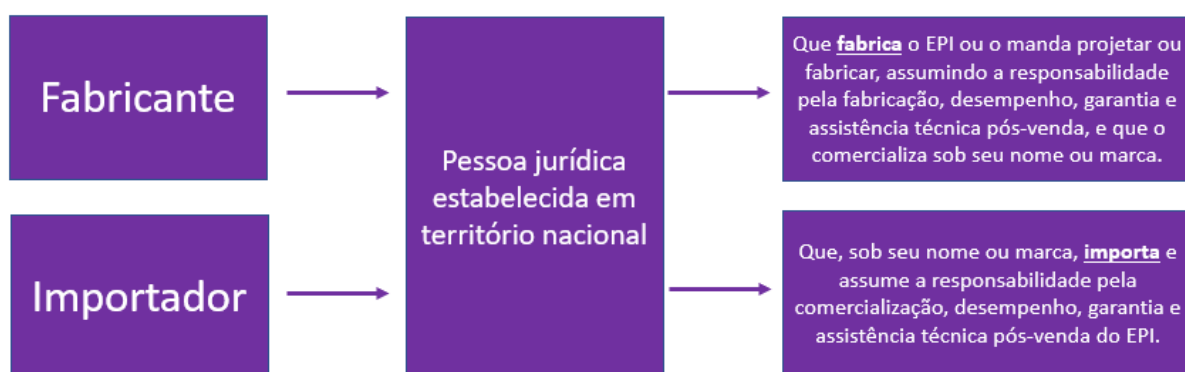 Fabricante
Importador
Pessoa jurídica
estabelecida em
território nacional
Que fabrica o EPI ou o manda projetar ou
fabricar, assumindo a responsabilidade
pela fabricação, desempenho, garantia e
assistência técnica pós-venda, e que o
comercializa sob seu nome ou marca.
Que, sob seu nome ou marca, importa e
assume a responsabilidade pela
comercialização, desempenho, garantia e
assistência técnica pós-venda do EPI.